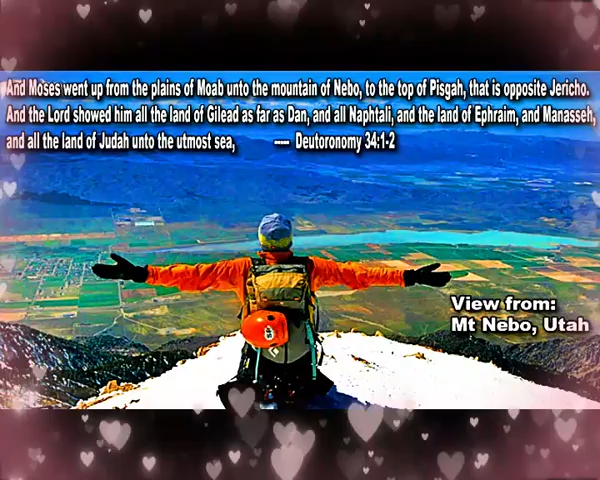 And Moses went up from the plains of Moab unto the mountain of Nebo, to the top of Pisgah, that is opposite Jericho.
And the Lord showed him all the land of Gilead as far as Dan, and all Naphtali, and the land of Ephraim, and Manasseh,
and all the land of Judah unto the utmost sea, ---- Deutoronomy 34:1-2
View from:
Mt Nebo, Utah